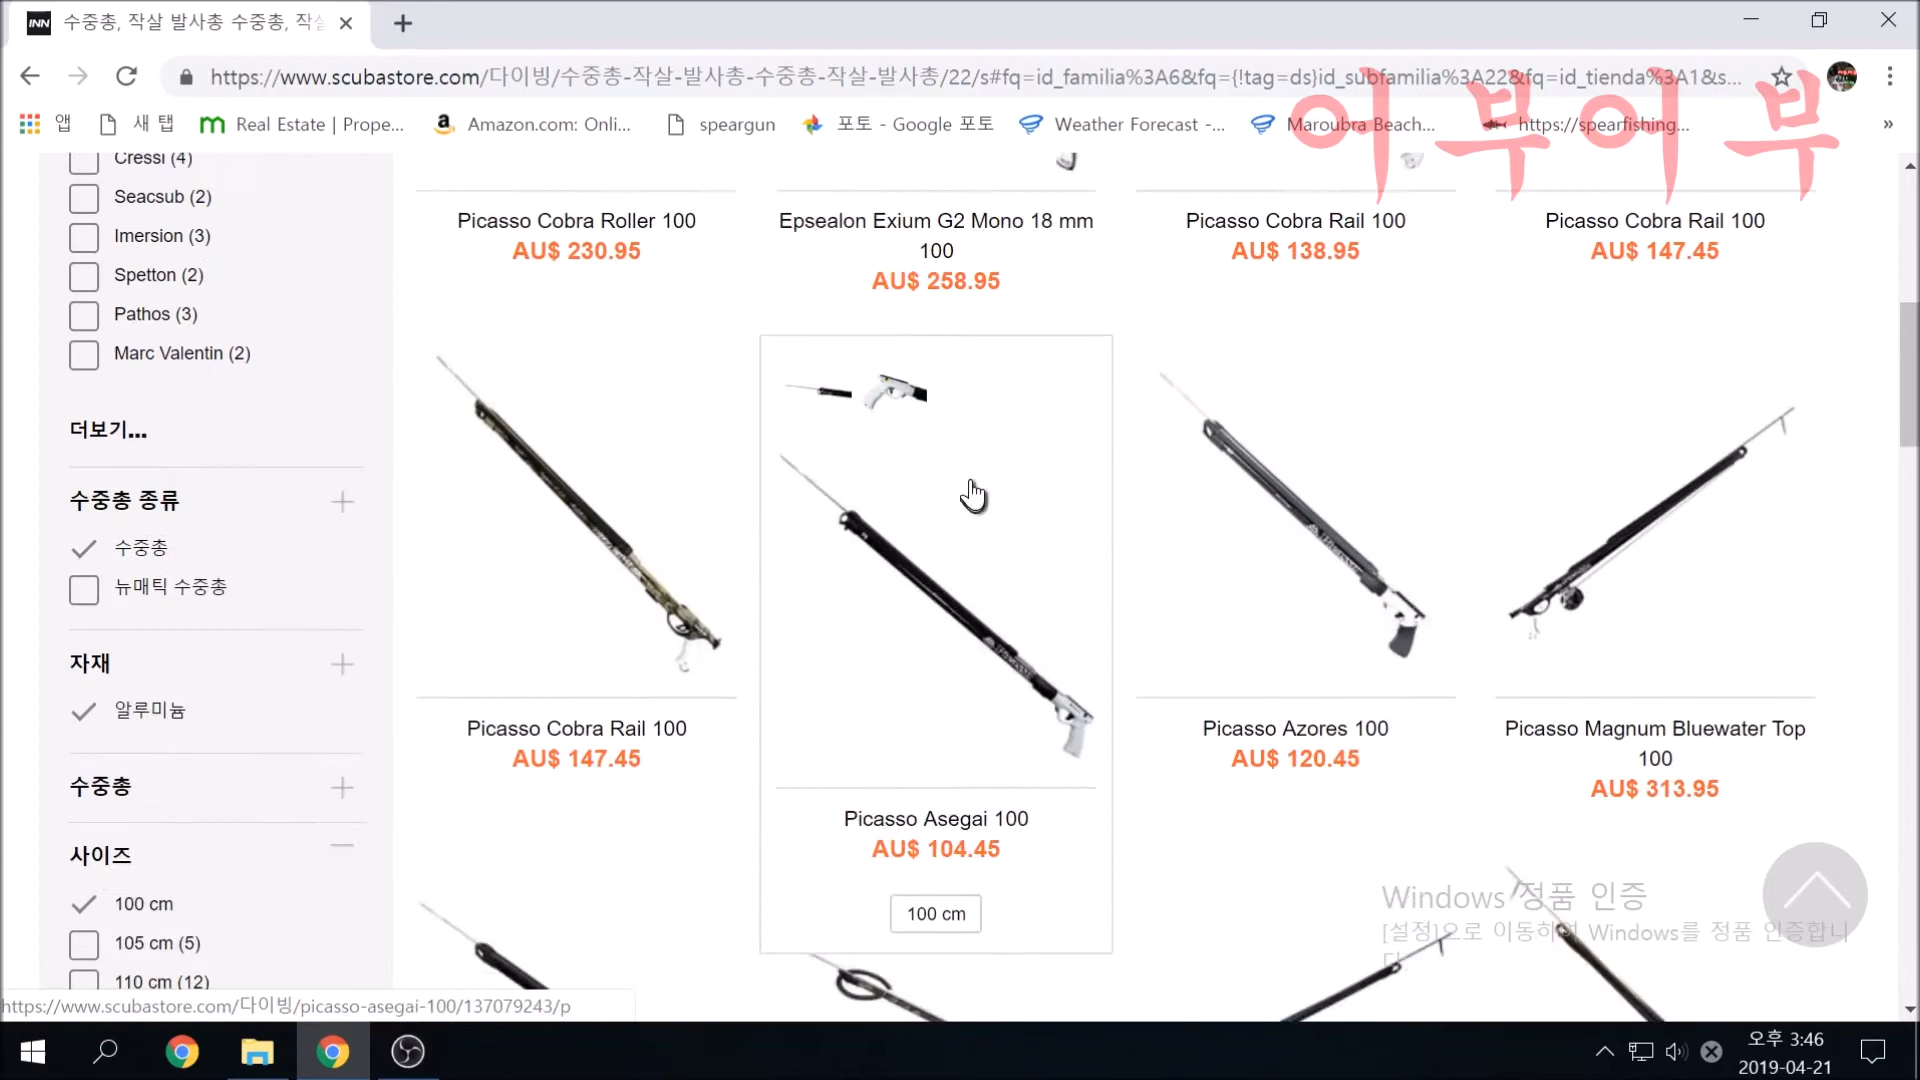 INN 수중총, 작살 발사총 수중총, 작살
https://www.scubastore.com/다이빙/수중총-작살-발사총-수중총-작살-발사총/22/s#fq=id_familia%3A6&fq={!tag=ds}id_subfamilia%3A22&fq=id_tienda%3A1&s...
앱 새 탭 Real Estate | Prope... Amazon.com: Onli... speargun 포토 - Google 포토 Weather Forecast -... Maroubra Beach... https://spearfishing... »
어부어부
Cressi (4)
Seacsub (2)
Imersion (3)
Spetton (2)
Pathos (3)
Marc Valentin (2)
더보기...
수중총 종류
수중총
뉴매틱 수중총
자재
알루미늄
수중총
사이즈
100 cm
105 cm (5)
110 cm (12)
Picasso Cobra Roller 100
AU$ 230.95
Epsealon Exium G2 Mono 18 mm
100
AU$ 258.95
Picasso Cobra Rail 100
AU$ 138.95
Picasso Cobra Rail 100
AU$ 147.45
Picasso Cobra Rail 100
AU$ 147.45
Picasso Asegai 100
AU$ 104.45
100 cm
Picasso Azores 100
AU$ 120.45
Picasso Magnum Bluewater Top
100
AU$ 313.95
Windows 정품 인증
[설정]으로 이동하여 Windows를 정품 인증합니
다.
https://www.scubastore.com/다이빙/picasso-asegai-100/137079243/p
오후 3:46
2019-04-21